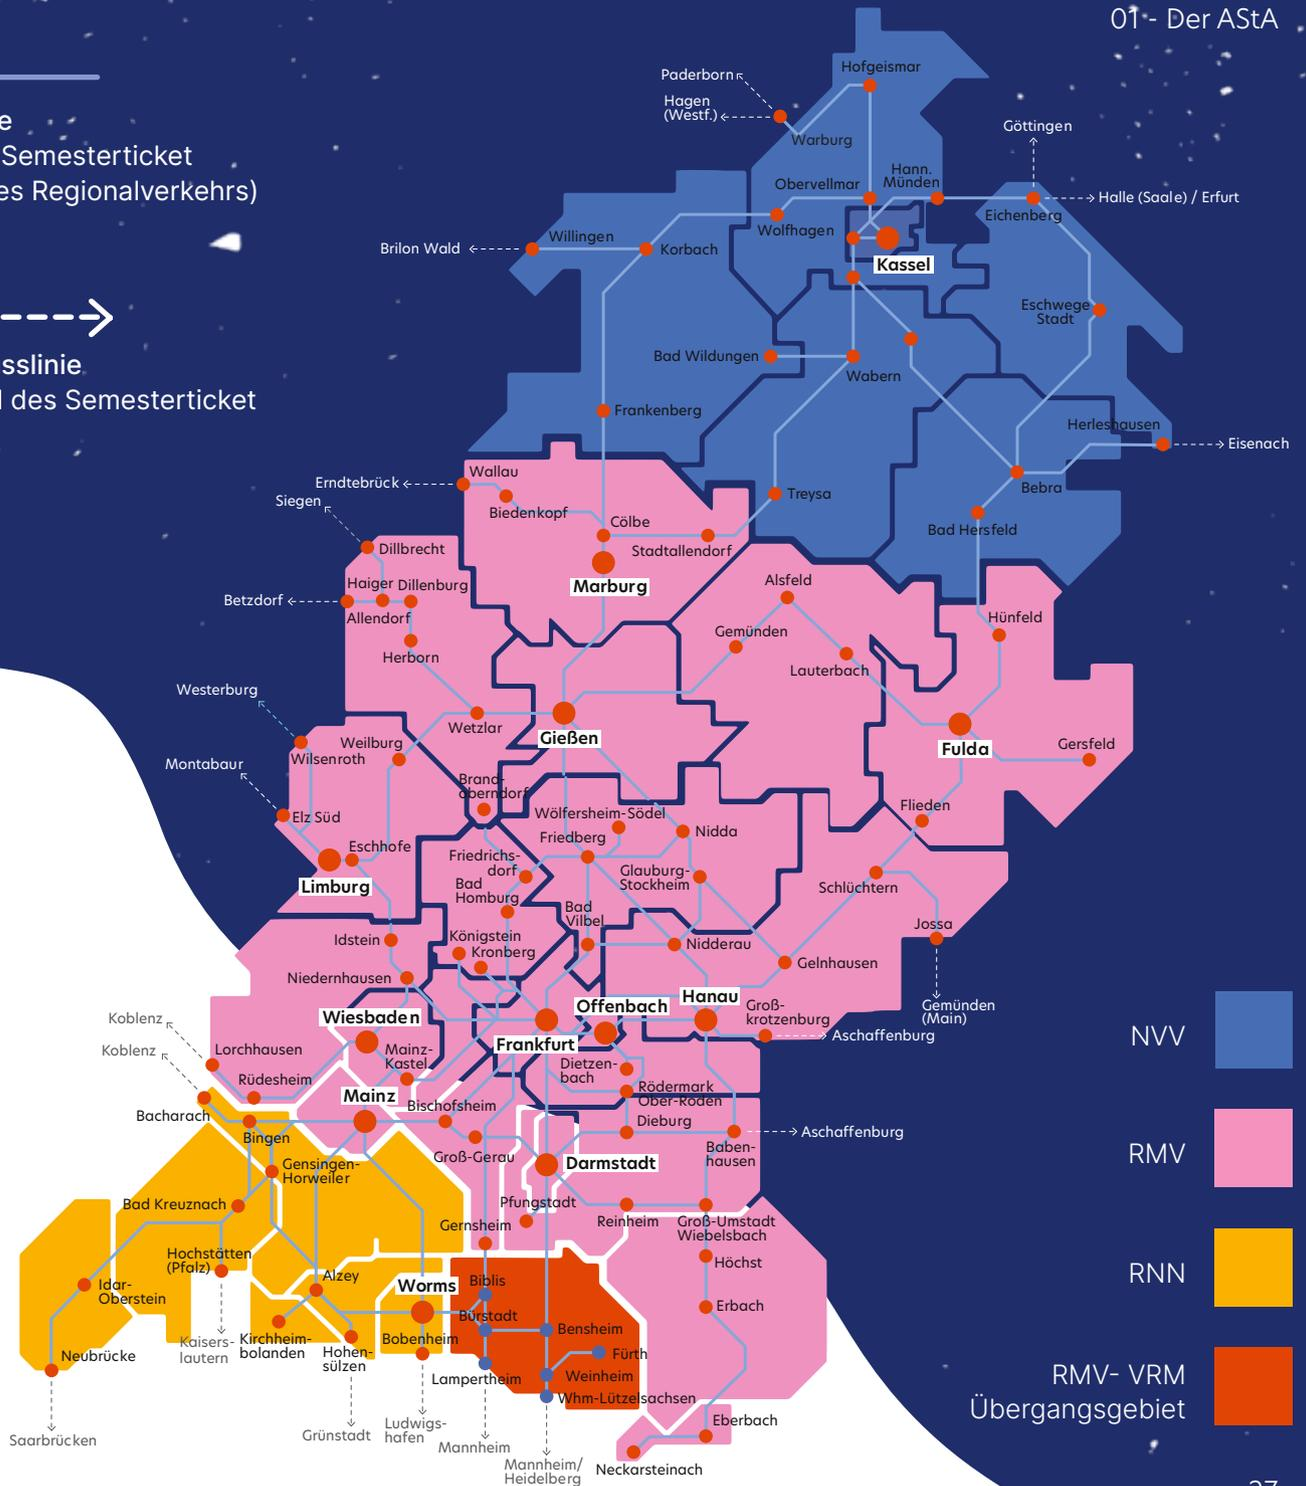 01 - Der AStA
e
Semesterticket
es Regionalverkehrs)
sslinie
l des Semesterticket
Hofgeismar
Paderborn
Hagen
(Westf.)
Warburg
Göttingen
Obervellmar
Hann.
Münden
Halle (Saale) / Erfurt
Eichenberg
Wolfhagen
Willingen
Brilon Wald
Korbach
Kassel
Eschwege
Stadt
Bad Wildungen
Wabern
Frankenberg
Herleshausen
Eisenach
Wallau
Erndtebrück
Bebra
Treysa
Siegen
Biedenkopf
Cölbe
Bad Hersfeld
Dillbrecht
Stadtallendorf
Marburg
Haiger
Dillenburg
Alsfeld
Betzdorf
Allendorf
Hünfeld
Gemünden
Herborn
Lauterbach
Westerburg
Wetzlar
Gießen
Fulda
Weilburg
Wilsenroth
Gersfeld
Montabaur
Brand-
oberndorf
Elz Süd
Wölfersheim-Södel
Flieden
Friedberg
Nidda
Eschhofe
Friedrichs-
dorf
Glauburg-
Stockheim
Limburg
Bad
Homburg
Schlüchtern
Bad
Vilbel
Jossa
Idstein
Königstein
Kronberg
Nidderau
Gelnhausen
Niedernhausen
Hanau
Offenbach
Groß-
krotzenburg
Gemünden
(Main)
Wiesbaden
Koblenz
Aschaffenburg
Frankfurt
Koblenz
Lorchhausen
Mainz-
Kastel
Dietzen-
bach
Rüdesheim
Rödermark
Ober-Roden
Mainz
Bischofsheim
Bacharach
Dieburg
Aschaffenburg
Bingen
Groß-Gerau
Darmstadt
Baben-
hausen
Gensingen-
Horweiler
Bad Kreuznach
Pfungstadt
Gernsheim
Reinheim
Groß-Umstadt
Wiebelsbach
Hochstätten
(Pfalz)
Höchst
Idar-
Oberstein
Alzey
Worms
Biblis
Erbach
Bürstadt
Bensheim
Kaisers-
lautern
Kirchheim-
bolanden
Hohen-
sülzen
Bobenheim
Fürth
Neubrücke
Lampertheim
Weinheim
Whm-Lützelsachsen
Eberbach
Saarbrücken
Grünstadt
Ludwigs-
hafen
Mannheim
Mannheim/
Heidelberg
Neckarsteinach
NVV
RMV
RNN
RMV- VRM
Übergangsgebiet